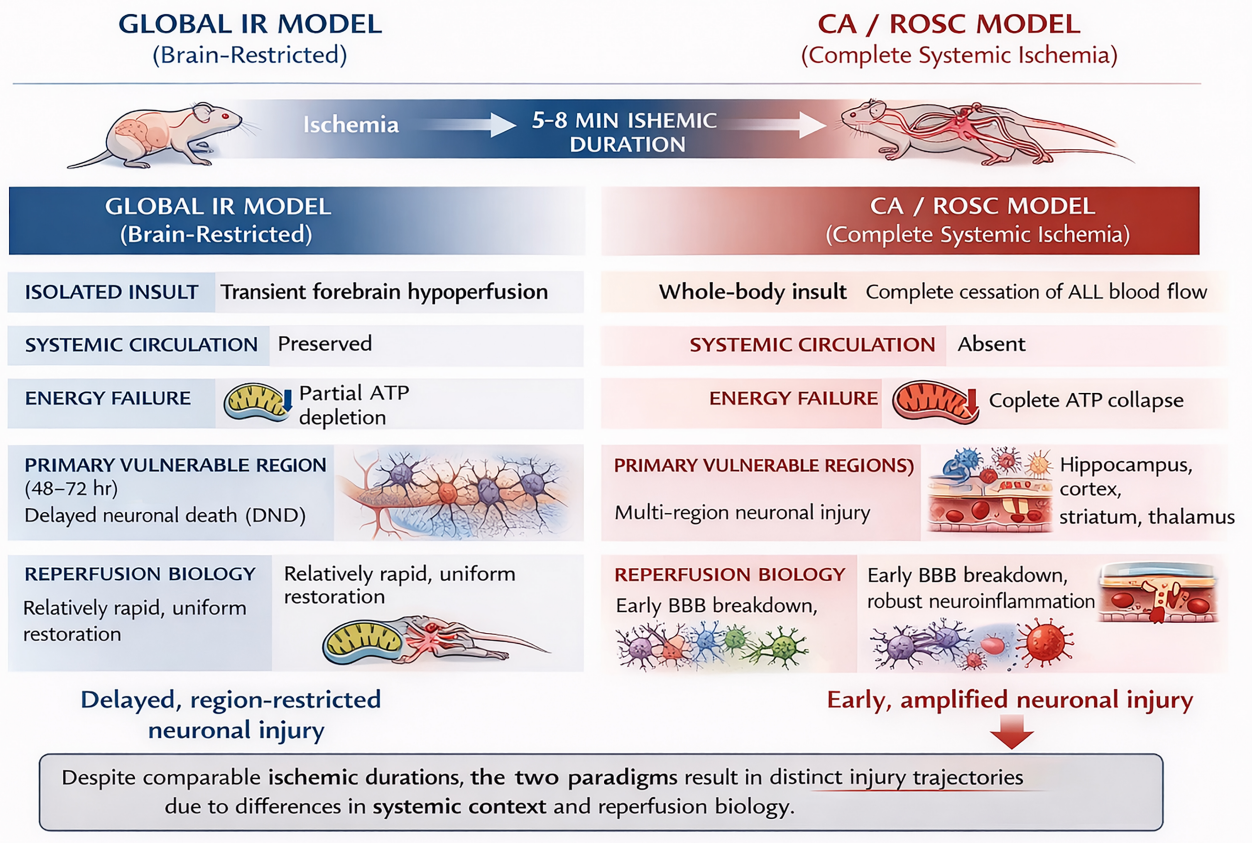 GLOBAL IR MODEL
(Brain-Restricted)
CA / ROSC MODEL
(Complete Systemic Ischemia)
Ischemia
5–8 MIN ISHEMIC
DURATION
GLOBAL IR MODEL
(Brain-Restricted)
CA / ROSC MODEL
(Complete Systemic Ischemia)
ISOLATED INSULT Transient forebrain hypoperfusion
Whole-body insult Complete cessation of ALL blood flow
SYSTEMIC CIRCULATION Preserved
SYSTEMIC CIRCULATION Absent
ENERGY FAILURE
Partial ATP
depletion
ENERGY FAILURE Coplete ATP collapse
PRIMARY VULNERABLE REGION
(48–72 hr)
Delayed neuronal death (DND)
PRIMARY VULNERABLE REGIONS)
Multi-region neuronal injury
Hippocampus,
cortex,
striatum, thalamus
REPERFUSION BIOLOGY
Relatively rapid, uniform
restoration
Relatively rapid, uniform
restoration
REPERFUSION BIOLOGY
Early BBB breakdown,
Early BBB breakdown,
robust neuroinflammation
Delayed, region-restricted
neuronal injury
Early, amplified neuronal injury
Despite comparable ischemic durations, the two paradigms result in distinct injury trajectories
due to differences in systemic context and reperfusion biology.